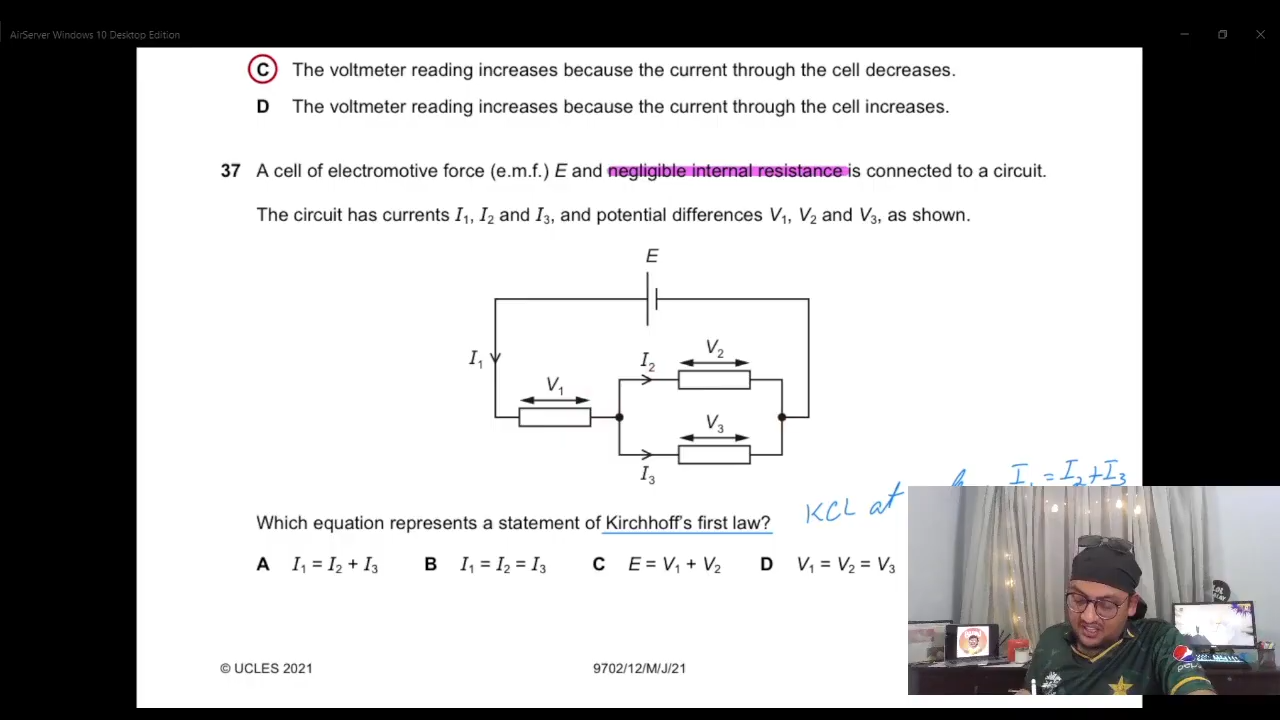 AirServer Windows 10 Desktop Edition
C The voltmeter reading increases because the current through the cell decreases.
D The voltmeter reading increases because the current through the cell increases.
37 A cell of electromotive force (e.m.f.) E and negligible internal resistance is connected to a circuit.
The circuit has currents I₁, I₂ and I₃, and potential differences V₁, V₂ and V₃, as shown.
E
V₂
I₂
I₁
V₁
V₃
I₃
I₁ = I₂ + I₃
KCL at
Which equation represents a statement of Kirchhoff's first law?
A I₁ = I₂ + I₃ B I₁ = I₂ = I₃ C E = V₁ + V₂ D V₁ = V₂ = V₃
© UCLES 2021 9702/12/M/J/21